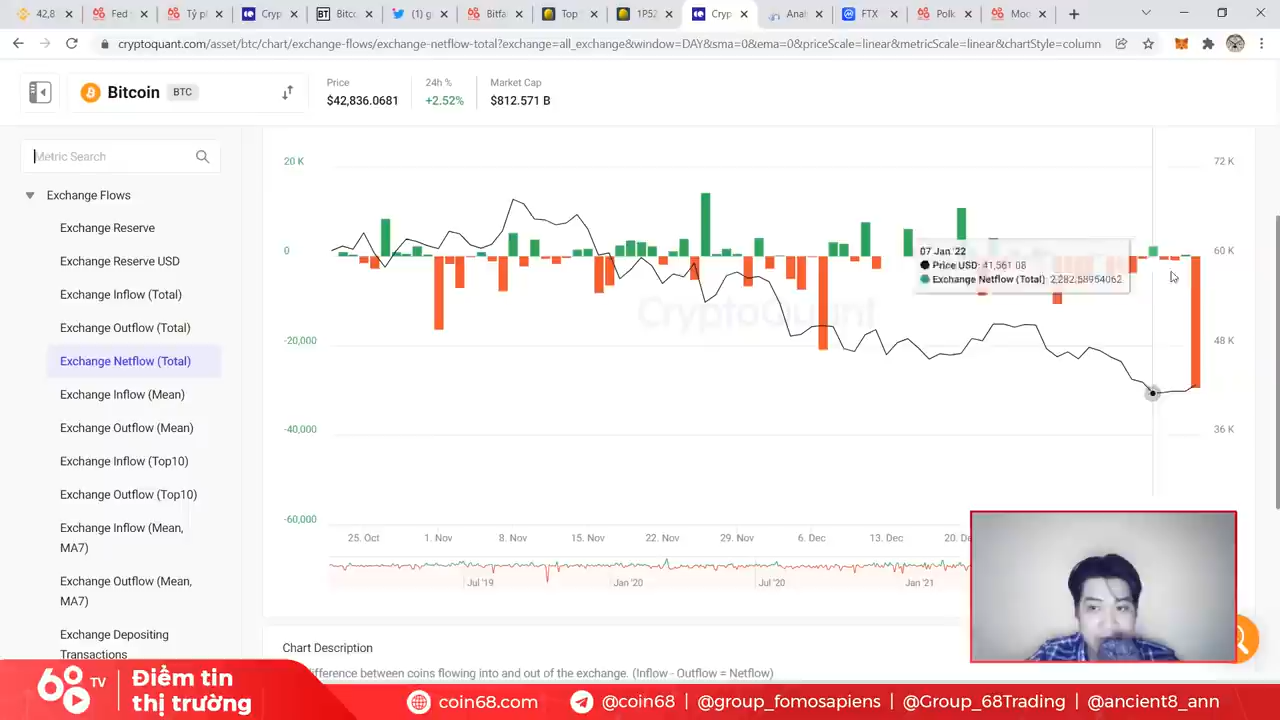 42,8
Fed
Tỷ pl
Cryp
BT
Bitco
(1) g
Bitfa
Top
1P52
Cryp
Anal
FTX
Polk
Moo
cryptoquant.com/asset/btc/chart/exchange-flows/exchange-netflow-total?exchange=all_exchange&window=DAY&sma=0&ema=0&priceScale=linear&metricScale=linear&chartStyle=column
Bitcoin BTC
Price
$42,836.0681
24h %
+2.52%
Market Cap
$812.571 B
Metric Search
Exchange Flows
Exchange Reserve
Exchange Reserve USD
Exchange Inflow (Total)
Exchange Outflow (Total)
Exchange Netflow (Total)
Exchange Inflow (Mean)
Exchange Outflow (Mean)
Exchange Inflow (Top10)
Exchange Outflow (Top10)
Exchange Inflow (Mean,
MA7)
Exchange Outflow (Mean,
MA7)
Exchange Depositing
Transactions
20 K
0
-20,000
-40,000
-60,000
72 K
60 K
48 K
36 K
07 Jan '22
Price USD: 41,561.08
Exchange Netflow (Total): 2,282.58954062
CryptoQuant
25. Oct
1. Nov
8. Nov
15. Nov
22. Nov
29. Nov
6. Dec
13. Dec
20. De
Jul '19
Jan '20
Jul '20
Jan '21
Chart Description
difference between coins flowing into and out of the exchange. (Inflow - Outflow = Netflow)
68 TV
Điểm tin
thị trường
coin68.com
@coin68 | @group_fomosapiens | @Group_68Trading | @ancient8_ann